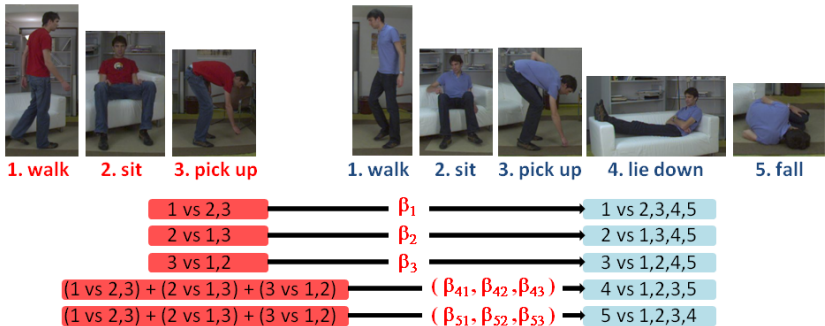 1. walk 2. sit 3. pick up 1. walk 2. sit 3. pick up 4. lie down 5. fall
1 vs 2,3 β1 1 vs 2,3,4,5
2 vs 1,3 β2 2 vs 1,3,4,5
3 vs 1,2 β3 3 vs 1,2,4,5
(1 vs 2,3) + (2 vs 1,3) + (3 vs 1,2) ( β41, β42 ,β43) 4 vs 1,2,3,5
(1 vs 2,3) + (2 vs 1,3) + (3 vs 1,2) ( β51, β52 ,β53) 5 vs 1,2,3,4